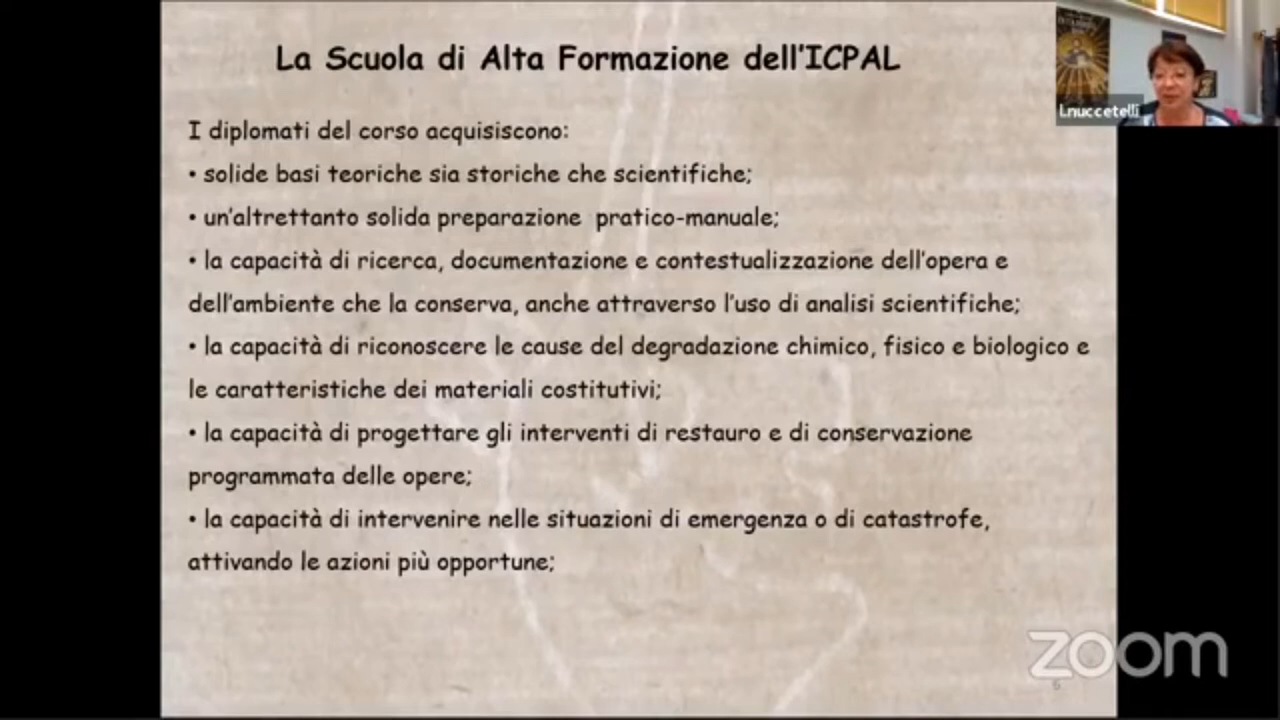 La Scuola di Alta Formazione dell'ICPAL
l.nuccetelli
I diplomati del corso acquisiscono:
• solide basi teoriche sia storiche che scientifiche;
• un'altrettanto solida preparazione pratico-manuale;
• la capacità di ricerca, documentazione e contestualizzazione dell'opera e
dell'ambiente che la conserva, anche attraverso l'uso di analisi scientifiche;
• la capacità di riconoscere le cause del degradazione chimico, fisico e biologico e
le caratteristiche dei materiali costitutivi;
• la capacità di progettare gli interventi di restauro e di conservazione
programmata delle opere;
• la capacità di intervenire nelle situazioni di emergenza o di catastrofe,
attivando le azioni più opportune;
zoom
6